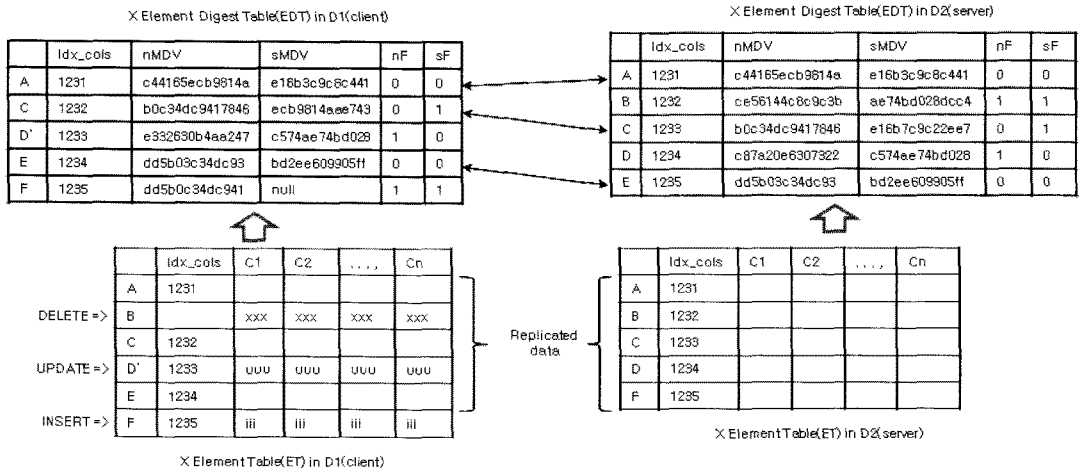 X Element Digest Table(EDT) in D1(client)
Idx_cols nMDV sMDV nF sF
A 1231 c44165ecb9814a e16b3c9c8c441 0 0
C 1232 b0c34dc9417846 ecb9814aae743 0 1
D' 1233 e332630b4aa247 c574ae74bd028 1 0
E 1234 dd5b03c34dc93 bd2ee609905ff 0 0
F 1235 dd5b0c34dc941 null 1 1
X Element Digest Table(EDT) in D2(server)
Idx_cols nMDV sMDV nF sF
A 1231 c44165ecb9814a e16b3c9c8c441 0 0
B 1232 ce56144c8c9c3b ae74bd028dcc4 1 1
C 1233 b0c34dc9417846 e16b7c9c22ee7 0 1
D 1234 c87a20e6307322 c574ae74bd028 1 0
E 1235 dd5b03c34dc93 bd2ee609905ff 0 0
Idx_cols C1 C2 . . . , Cn
A 1231
DELETE => B xxx xxx xxx xxx
C 1232
UPDATE => D' 1233 uuu uuu uuu uuu
E 1234
INSERT => F 1235 iii iii iii iii
X Element Table(ET) in D1(client)
Replicated
data
Idx_cols C1 C2 . . . , Cn
A 1231
B 1232
C 1233
D 1234
F 1235
X Element Table(ET) in D2(server)